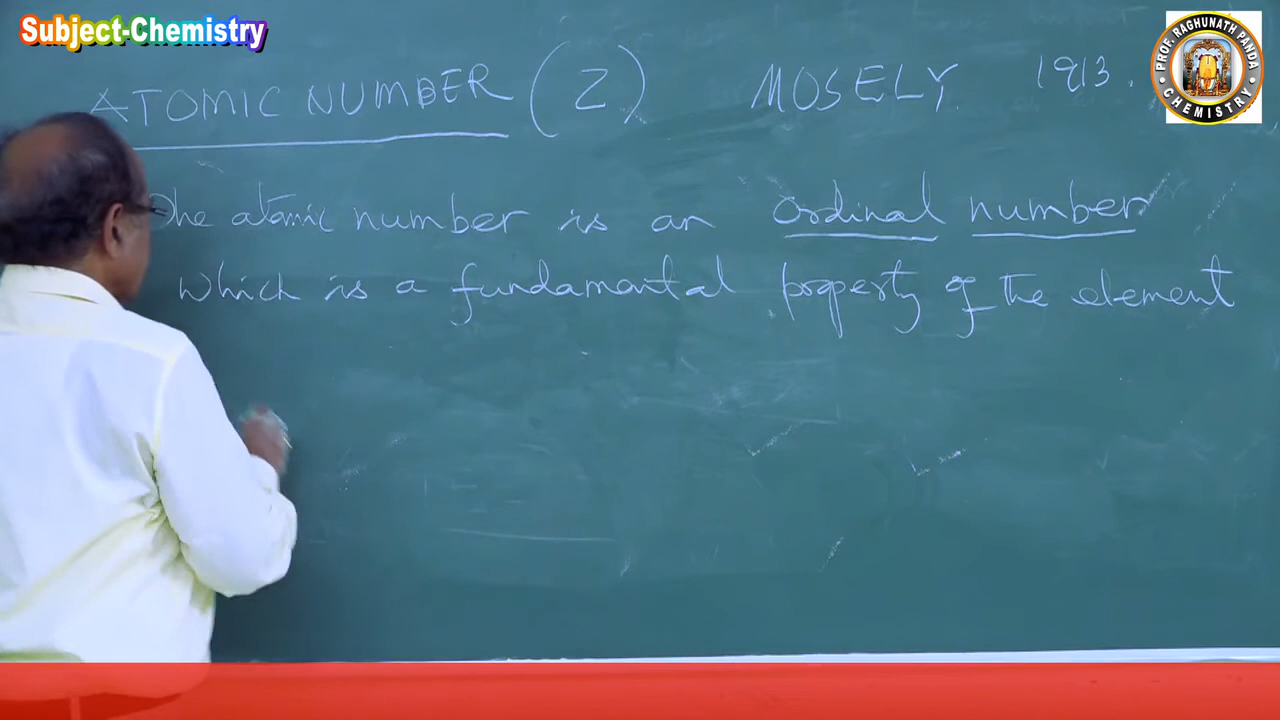 Subject-Chemistry
PROF. RAGHUNATH PANDA
CHEMISTRY
ATOMIC NUMBER (Z) MOSELY 1913.
The atomic number is an ordinal number
which is a fundamental property of the element